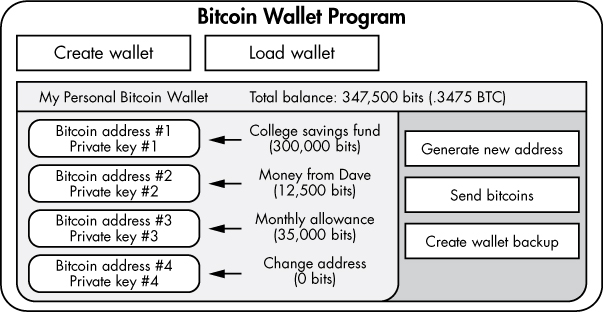 Bitcoin Wallet Program
Create wallet
Load wallet
My Personal Bitcoin Wallet
Total balance: 347,500 bits (.3475 BTC)
Bitcoin address #1
Private key #1
College savings fund
(300,000 bits)
Bitcoin address #2
Private key #2
Money from Dave
(12,500 bits)
Bitcoin address #3
Private key #3
Monthly allowance
(35,000 bits)
Bitcoin address #4
Private key #4
Change address
(0 bits)
Generate new address
Send bitcoins
Create wallet backup